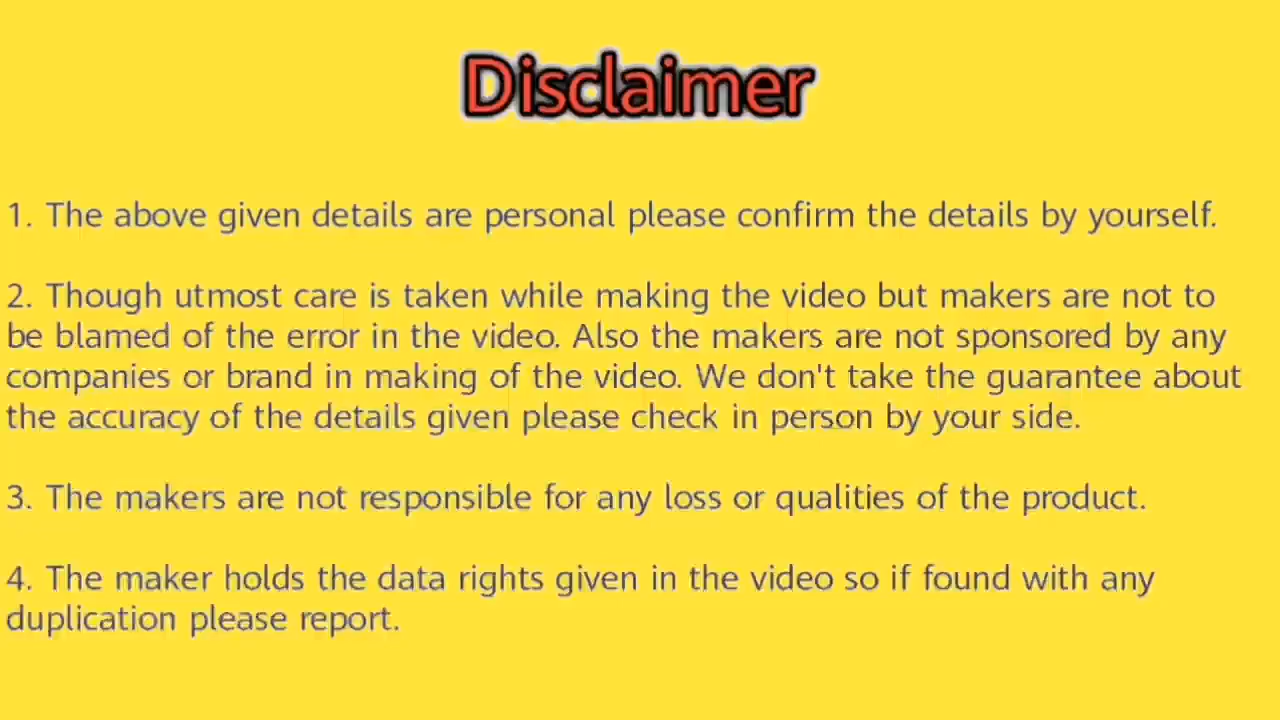 Disclaimer
1. The above given details are personal please confirm the details by yourself.
2. Though utmost care is taken while making the video but makers are not to
be blamed of the error in the video. Also the makers are not sponsored by any
companies or brand in making of the video. We don't take the guarantee about
the accuracy of the details given please check in person by your side.
3. The makers are not responsible for any loss or qualities of the product.
4. The maker holds the data rights given in the video so if found with any
duplication please report.